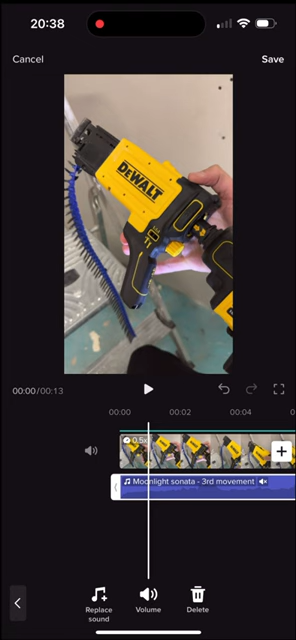 20:38
Cancel
Save
DEWALT
00:00/00:13
00:00 00:02 00:04 0
0.5x
Moonlight sonata - 3rd movement
Replace sound
Volume
Delete